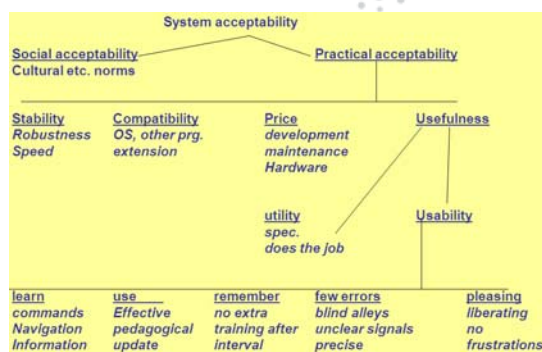 System acceptability
Social acceptability
Cultural etc. norms
Practical acceptability
Stability
Robustness
Speed
Compatibility
OS, other prg.
extension
Price
development
maintenance
Hardware
Usefulness
utility
spec.
does the job
Usability
learn
commands
Navigation
Information
use
Effective
pedagogical
update
remember
no extra
training after
interval
few errors
blind alleys
unclear signals
precise
pleasing
liberating
no
frustrations